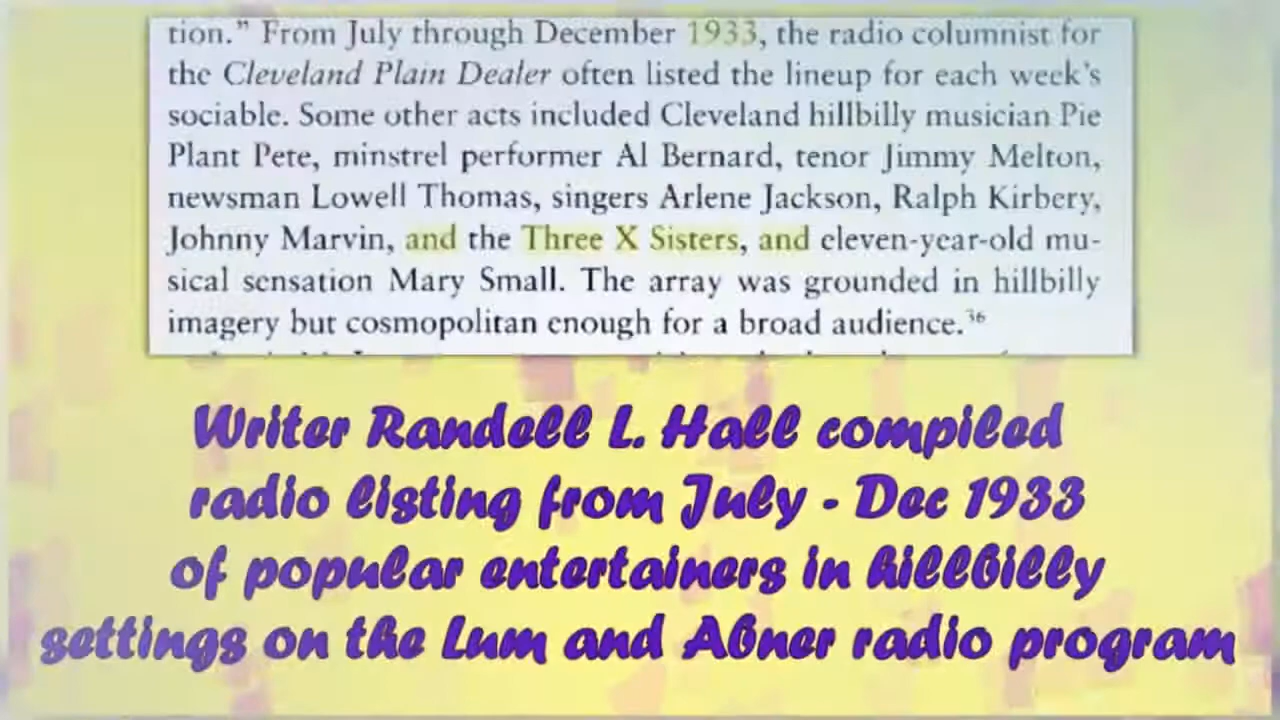 tion.” From July through December 1933, the radio columnist for
the Cleveland Plain Dealer often listed the lineup for each week’s
sociable. Some other acts included Cleveland hillbilly musician Pie
Plant Pete, minstrel performer Al Bernard, tenor Jimmy Melton,
newsman Lowell Thomas, singers Arlene Jackson, Ralph Kirbery,
Johnny Marvin, and the Three X Sisters, and eleven-year-old mu-
sical sensation Mary Small. The array was grounded in hillbilly
imagery but cosmopolitan enough for a broad audience.36
Writer Randell L. Hall compiled
radio listing from July - Dec 1933
of popular entertainers in hillbilly
settings on the Lum and Abner radio program